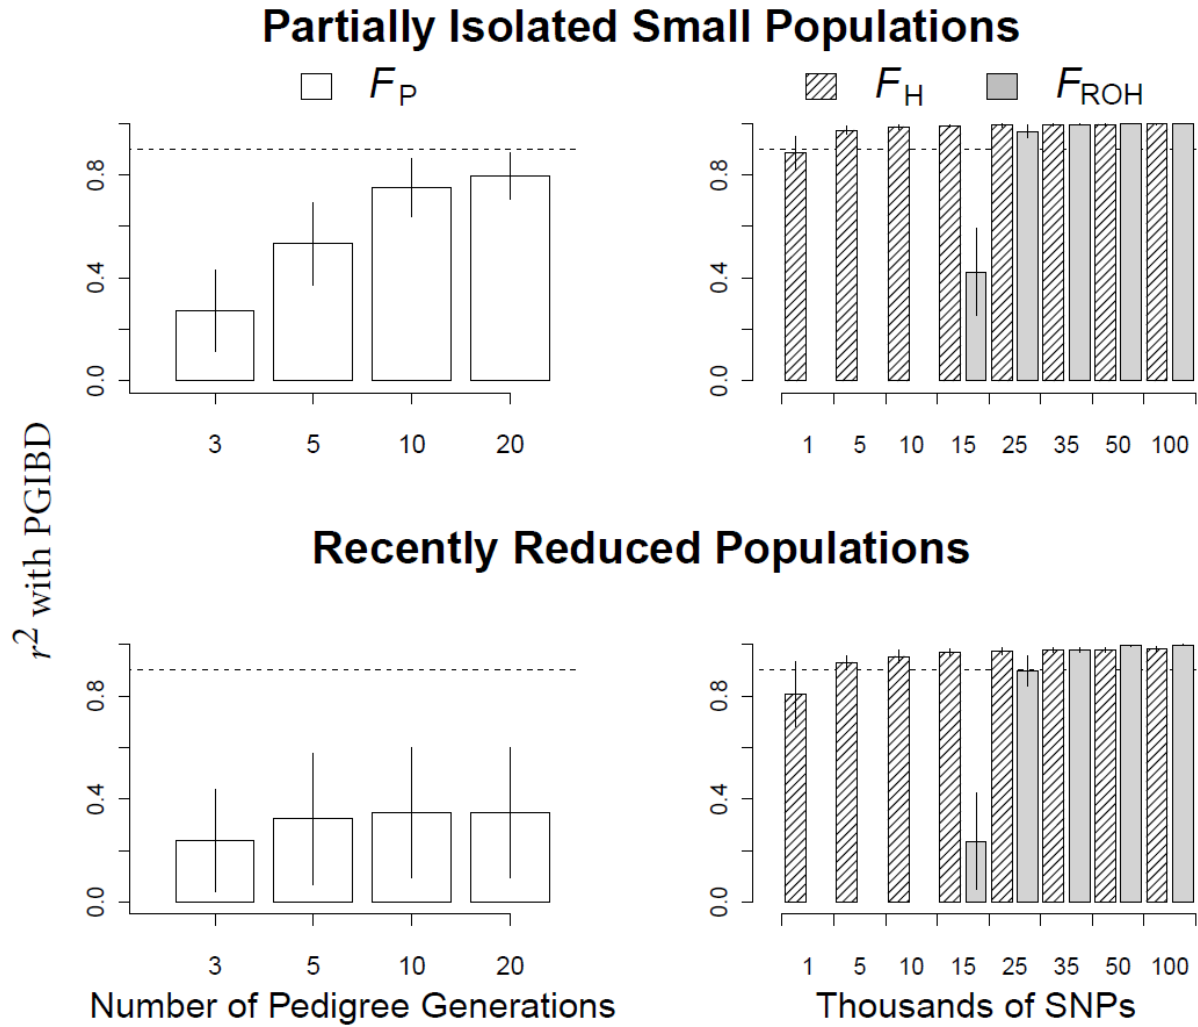 Partially Isolated Small Populations
F_P
F_H F_ROH
0.0 0.4 0.8
3 5 10 20
0.0 0.4 0.8
1 5 10 15 25 35 50 100
r² with PGIBD
Recently Reduced Populations
0.0 0.4 0.8
3 5 10 20
Number of Pedigree Generations
0.0 0.4 0.8
1 5 10 15 25 35 50 100
Thousands of SNPs